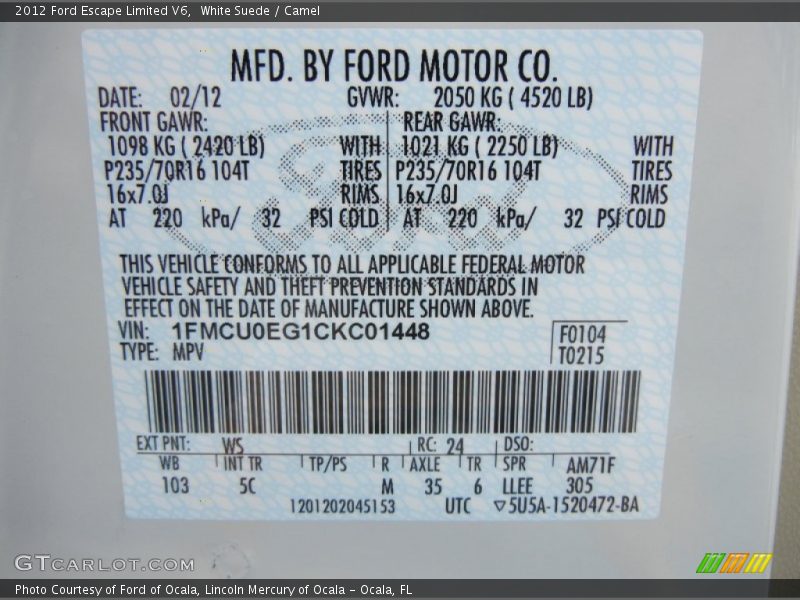 2012 Ford Escape Limited V6,  White Suede / Camel
MFD. BY FORD MOTOR CO.
DATE: 02/12 GVWR: 2050 KG ( 4520 LB)
FRONT GAWR: REAR GAWR:
1098 KG ( 2420 LB) WITH 1021 KG ( 2250 LB) WITH
P235/70R16 104T TIRES P235/70R16 104T TIRES
16x7.0J RIMS 16x7.0J RIMS
AT 220 kPa/ 32 PSI COLD AT 220 kPa/ 32 PSI COLD
Ford
THIS VEHICLE CONFORMS TO ALL APPLICABLE FEDERAL MOTOR
VEHICLE SAFETY AND THEFT PREVENTION STANDARDS IN
EFFECT ON THE DATE OF MANUFACTURE SHOWN ABOVE.
VIN: 1FMCU0EG1CKC01448 F0104
TYPE: MPV T0215
EXT PNT: WS RC: 24 DSO:
WB INT TR TP/PS R AXLE TR SPR AM71F
103 5C M 35 6 LLEE 305
1201202045153 UTC ▽5U5A-1520472-BA
GTCARLOT.COM
Photo Courtesy of Ford of Ocala, Lincoln Mercury of Ocala – Ocala, FL